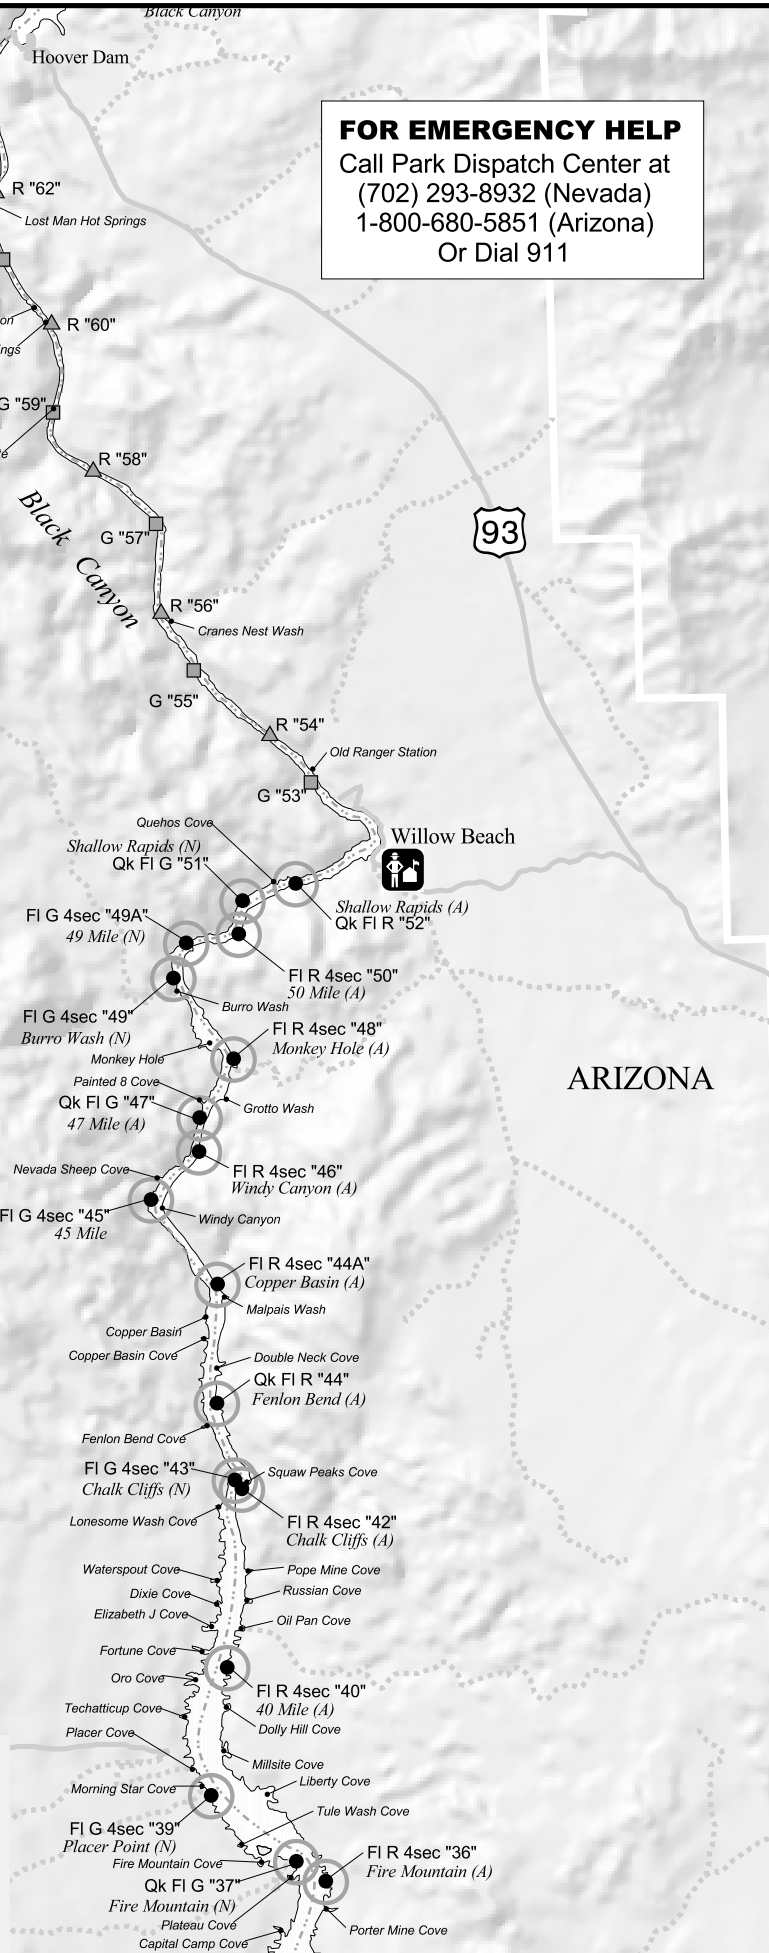 Black Canyon
Hoover Dam
FOR EMERGENCY HELP
Call Park Dispatch Center at
(702) 293-8932 (Nevada)
1-800-680-5851 (Arizona)
Or Dial 911
R "62"
Lost Man Hot Springs
R "60"
G "59"
R "58"
Black Canyon
93
G "57"
R "56"
Cranes Nest Wash
G "55"
R "54"
Old Ranger Station
G "53"
Quehos Cove
Willow Beach
Shallow Rapids (N)
Qk Fl G "51"
Shallow Rapids (A)
Qk Fl R "52"
Fl G 4sec "49A"
49 Mile (N)
Fl R 4sec "50"
50 Mile (A)
Burro Wash
Fl G 4sec "49"
Burro Wash (N)
Fl R 4sec "48"
Monkey Hole (A)
Monkey Hole
ARIZONA
Painted 8 Cove
Qk Fl G "47"
47 Mile (A)
Grotto Wash
Nevada Sheep Cove
Fl R 4sec "46"
Windy Canyon (A)
Fl G 4sec "45"
45 Mile
Windy Canyon
Fl R 4sec "44A"
Copper Basin (A)
Malpais Wash
Copper Basin
Copper Basin Cove
Double Neck Cove
Qk Fl R "44"
Fenlon Bend (A)
Fenlon Bend Cove
Fl G 4sec "43"
Chalk Cliffs (N)
Squaw Peaks Cove
Lonesome Wash Cove
Fl R 4sec "42"
Chalk Cliffs (A)
Waterspout Cove
Pope Mine Cove
Dixie Cove
Russian Cove
Elizabeth J Cove
Oil Pan Cove
Fortune Cove
Oro Cove
Fl R 4sec "40"
40 Mile (A)
Techatticup Cove
Dolly Hill Cove
Placer Cove
Millsite Cove
Morning Star Cove
Liberty Cove
Tule Wash Cove
Fl G 4sec "39"
Placer Point (N)
Fire Mountain Cove
Fl R 4sec "36"
Fire Mountain (A)
Qk Fl G "37"
Fire Mountain (N)
Plateau Cove
Porter Mine Cove
Capital Camp Cove